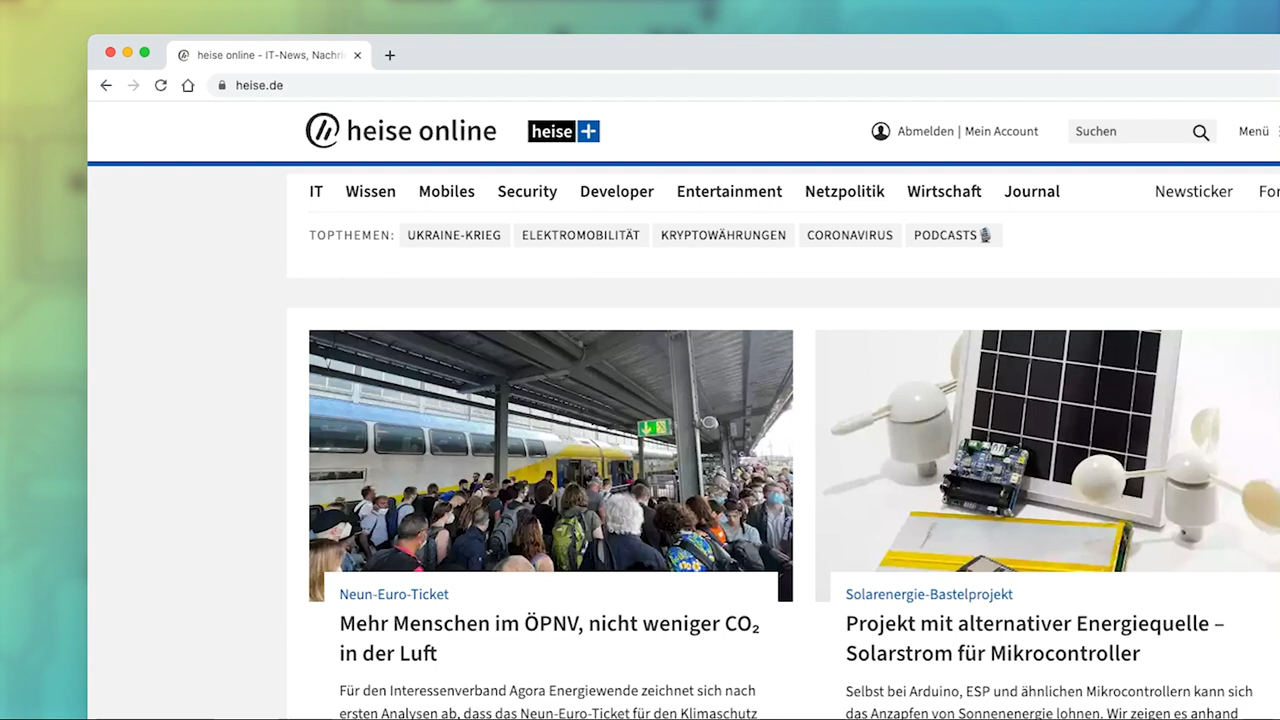 heise online - IT-News, Nachri
heise.de
heise online
heise +
Abmelden | Mein Account
Suchen
Menü
IT Wissen Mobiles Security Developer Entertainment Netzpolitik Wirtschaft Journal Newsticker For
TOPTHEMEN: UKRAINE-KRIEG ELEKTROMOBILITÄT KRYPTOWÄHRUNGEN CORONAVIRUS PODCASTS🎙️
Neun-Euro-Ticket
Mehr Menschen im ÖPNV, nicht weniger CO₂
in der Luft
Für den Interessenverband Agora Energiewende zeichnet sich nach
ersten Analysen ab, dass das Neun-Euro-Ticket für den Klimaschutz
Solarenergie-Bastelprojekt
Projekt mit alternativer Energiequelle –
Solarstrom für Mikrocontroller
Selbst bei Arduino, ESP und ähnlichen Mikrocontrollern kann sich
das Anzapfen von Sonnenenergie lohnen. Wir zeigen es anhand